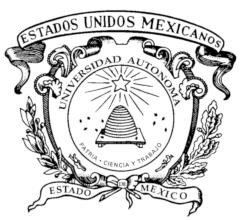 ESTADOS UNIDOS MEXICANOS
UNIVERSIDAD AUTONOMA
PATRIA • CIENCIA Y TRABAJO
ESTADO DE MEXICO